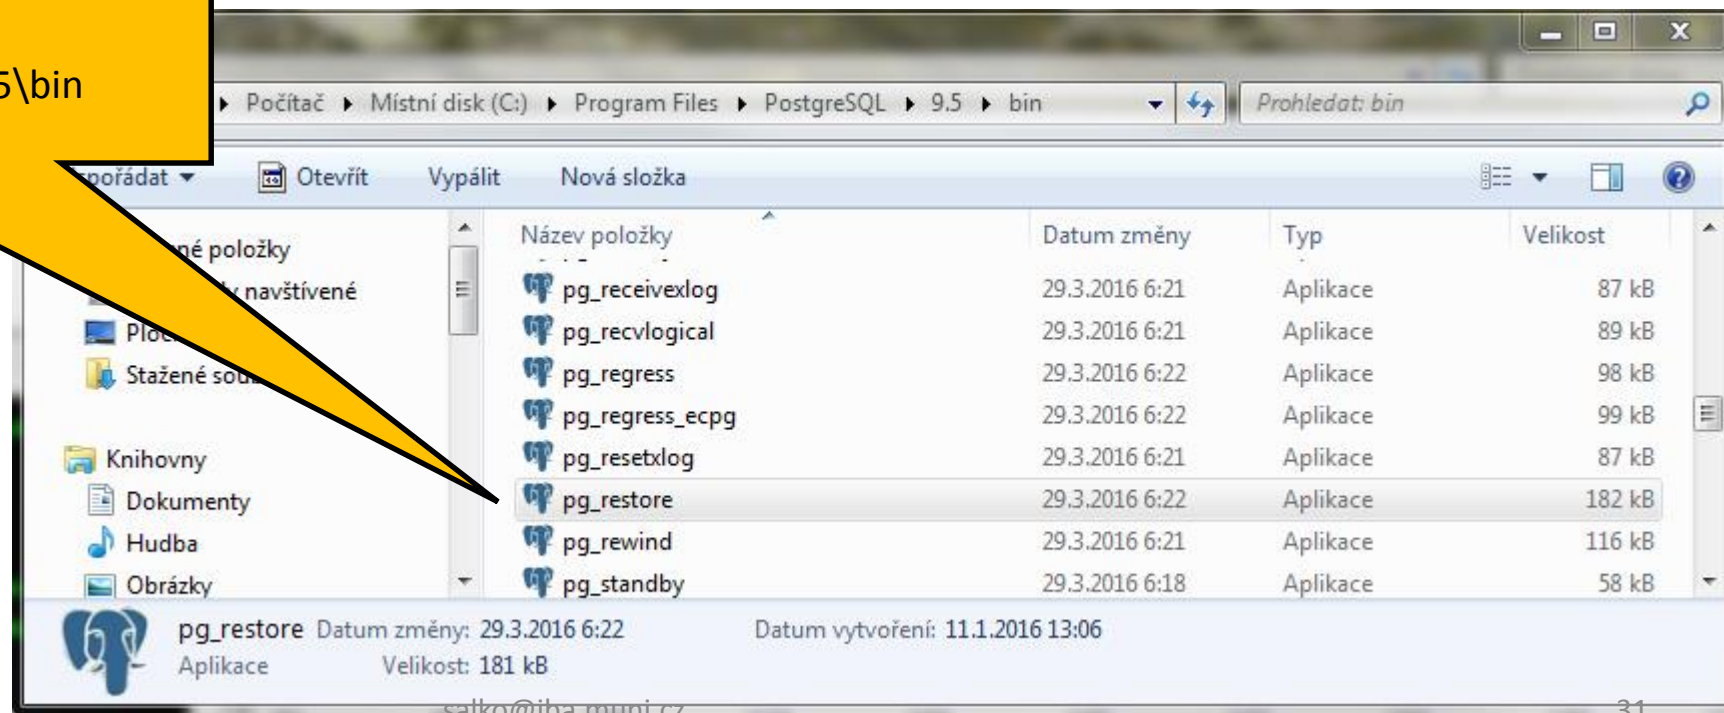 5\bin
Počítač Místní disk (C:) Program Files PostgreSQL 9.5 bin
Prohledat: bin
Otevřít Vypálit Nová složka
Název položky Datum změny Typ Velikost
položky
navštívené
Stažené
Knihovny
Dokumenty
Hudba
Obrázky
pg_receivexlog 29.3.2016 6:21 Aplikace 87 kB
pg_recvlogical 29.3.2016 6:21 Aplikace 89 kB
pg_regress 29.3.2016 6:22 Aplikace 98 kB
pg_regress_ecpg 29.3.2016 6:22 Aplikace 99 kB
pg_resetxlog 29.3.2016 6:21 Aplikace 87 kB
pg_restore 29.3.2016 6:22 Aplikace 182 kB
pg_rewind 29.3.2016 6:21 Aplikace 116 kB
pg_standby 29.3.2016 6:18 Aplikace 58 kB
pg_restore Datum změny: 29.3.2016 6:22 Datum vytvoření: 11.1.2016 13:06
Aplikace Velikost: 181 kB
salko@iba.muni.cz 31